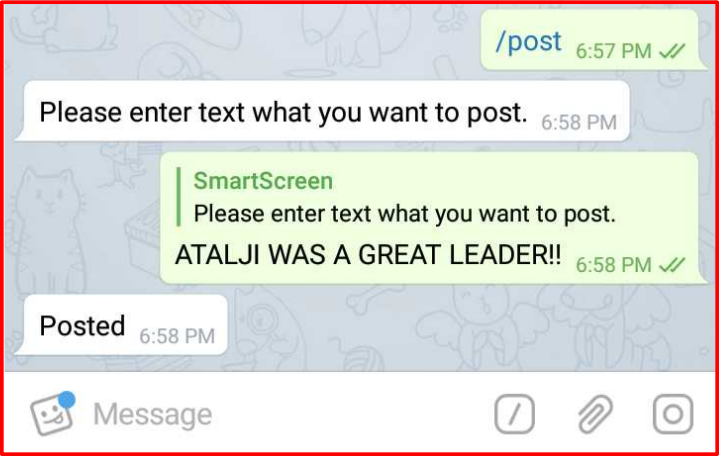 /post 6:57 PM
Please enter text what you want to post. 6:58 PM
SmartScreen
Please enter text what you want to post.
ATALJI WAS A GREAT LEADER!! 6:58 PM
Posted 6:58 PM
Message